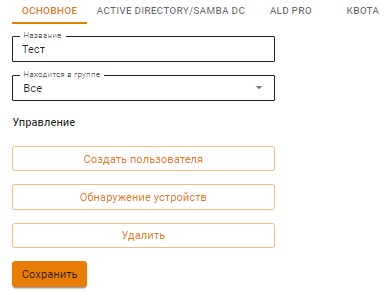 ОСНОВНОЕ ACTIVE DIRECTORY/SAMBA DC ALD PRO КВОТА
Название
Тест
Находится в группе
Все
Управление
Создать пользователя
Обнаружение устройств
Удалить
Сохранить